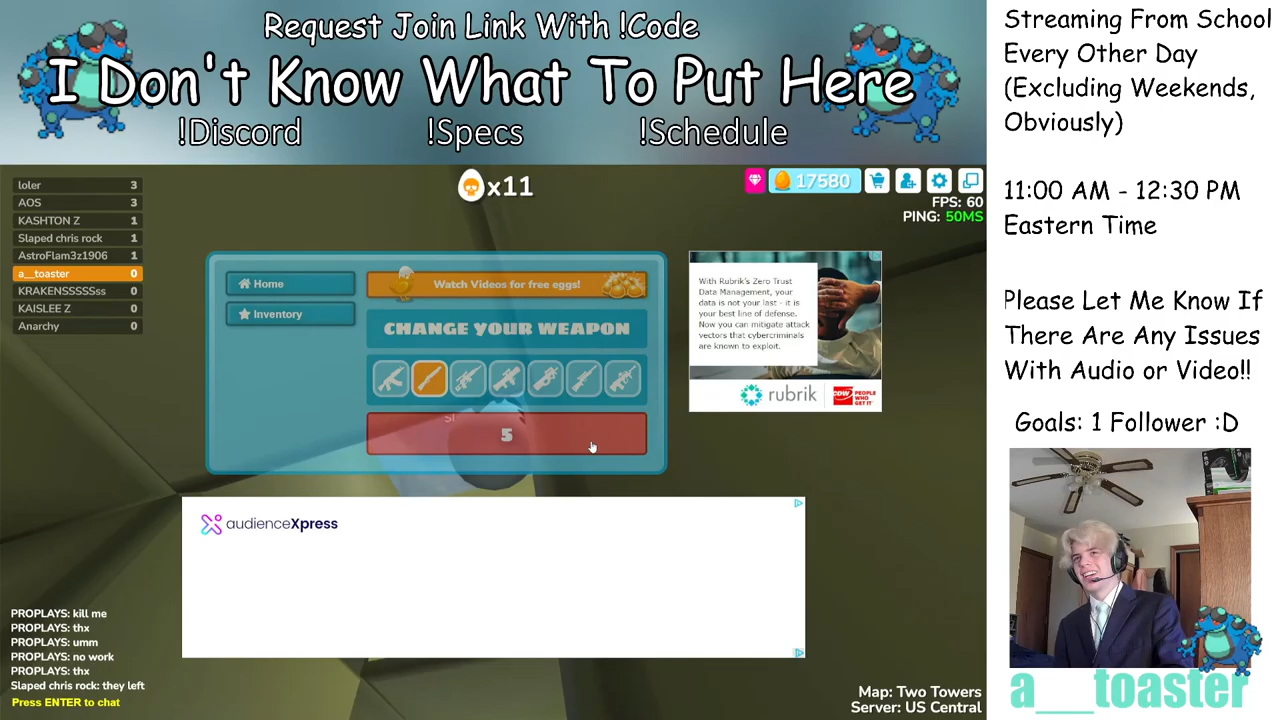 Request Join Link With !Code
I Don't Know What To Put Here
!Discord !Specs !Schedule
Streaming From School
Every Other Day
(Excluding Weekends,
Obviously)
11:00 AM - 12:30 PM
Eastern Time
Please Let Me Know If
There Are Any Issues
With Audio or Video!!
Goals: 1 Follower :D
a__toaster
loler 3
AOS 3
KASHTON Z 1
Slaped chris rock 1
AstroFlam3z1906 1
a__toaster 0
KRAKENSSSSSss 0
KAISLEE Z 0
Anarchy 0
x11
17580
FPS: 60
PING: 50MS
Home
Inventory
Watch Videos for free eggs!
CHANGE YOUR WEAPON
5
With Rubrik's Zero Trust
Data Management, your
data is not your last - it is
your best line of defense.
Now you can mitigate attack
vectors that cybercriminals
are known to exploit.
rubrik
CDW PEOPLE
WHO
GET IT
audienceXpress
PROPLAYS: kill me
PROPLAYS: thx
PROPLAYS: umm
PROPLAYS: no work
PROPLAYS: thx
Slaped chris rock: they left
Press ENTER to chat
Map: Two Towers
Server: US Central